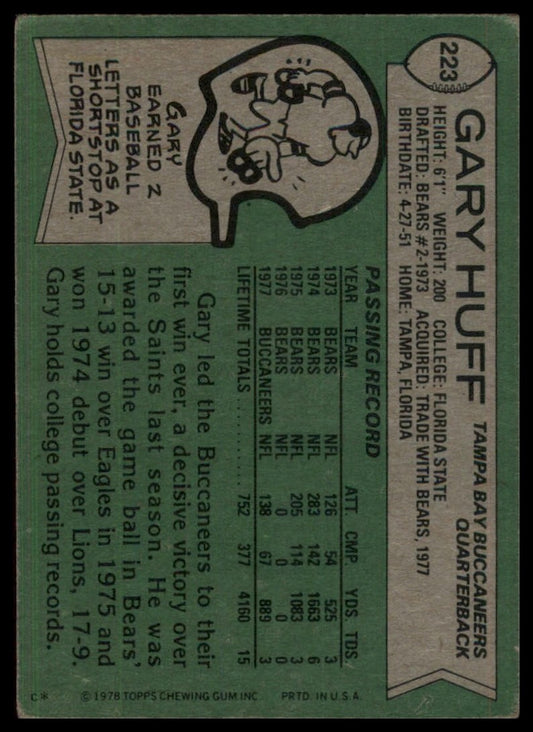 223
GARY HUFF
TAMPA BAY BUCCANEERS
QUARTERBACK
HEIGHT: 6'1" WEIGHT: 200 COLLEGE: FLORIDA STATE
DRAFTED: BEARS #2-1973 ACQUIRED: TRADE WITH BEARS, 1977
BIRTHDATE: 4-27-51 HOME: TAMPA, FLORIDA
GARY
EARNED 2
BASEBALL
LETTERS AS A
SHORTSTOP AT
FLORIDA STATE.
PASSING RECORD
YEAR TEAM ATT. CMP. YDS. TDS.
1973 BEARS NFL 126 54 525 3
1974 BEARS NFL 283 142 1663 6
1975 BEARS NFL 205 114 1083 3
1976 BEARS NFL 0 0 0 0
1977 BUCCANEERS NFL 138 67 889 3
LIFETIME TOTALS 752 377 4160 15
Gary led the Buccaneers to their
first win ever, a decisive victory over
the Saints last season. He was
awarded the game ball in Bears'
15-13 win over Eagles in 1975 and
won 1974 debut over Lions, 17-9.
Gary holds college passing records.
C* © 1978 TOPPS CHEWING GUM INC. PRTD. IN U.S.A.